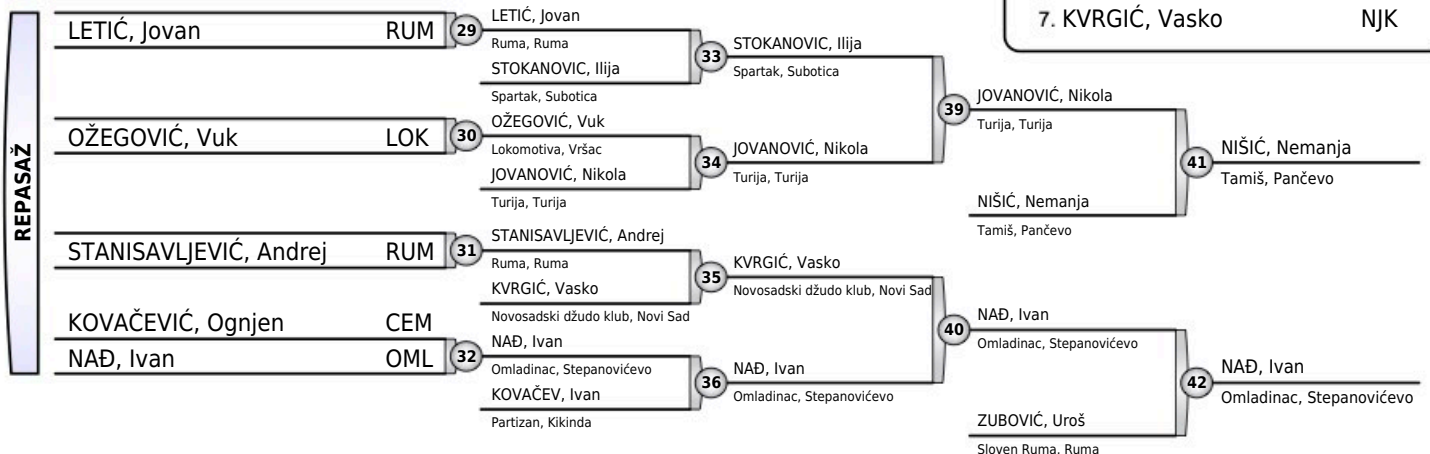 7. KVRGIĆ, Vasko NJK
REPASAŽ
LETIĆ, Jovan RUM
OŽEGOVIĆ, Vuk LOK
STANISAVLJEVIĆ, Andrej RUM
KOVAČEVIĆ, Ognjen CEM
NAĐ, Ivan OML
29
LETIĆ, Jovan
Ruma, Ruma
STOKANOVIC, Ilija
Spartak, Subotica
30
OŽEGOVIĆ, Vuk
Lokomotiva, Vršac
JOVANOVIĆ, Nikola
Turija, Turija
31
STANISAVLJEVIĆ, Andrej
Ruma, Ruma
KVRGIĆ, Vasko
Novosadski džudo klub, Novi Sad
32
NAĐ, Ivan
Omladinac, Stepanovićevo
KOVAČEV, Ivan
Partizan, Kikinda
33
STOKANOVIC, Ilija
Spartak, Subotica
34
JOVANOVIĆ, Nikola
Turija, Turija
35
KVRGIĆ, Vasko
Novosadski džudo klub, Novi Sad
36
NAĐ, Ivan
Omladinac, Stepanovićevo
39
JOVANOVIĆ, Nikola
Turija, Turija
NIŠIĆ, Nemanja
Tamiš, Pančevo
40
NAĐ, Ivan
Omladinac, Stepanovićevo
ZUBOVIĆ, Uroš
Sloven Ruma, Ruma
41
NIŠIĆ, Nemanja
Tamiš, Pančevo
42
NAĐ, Ivan
Omladinac, Stepanovićevo